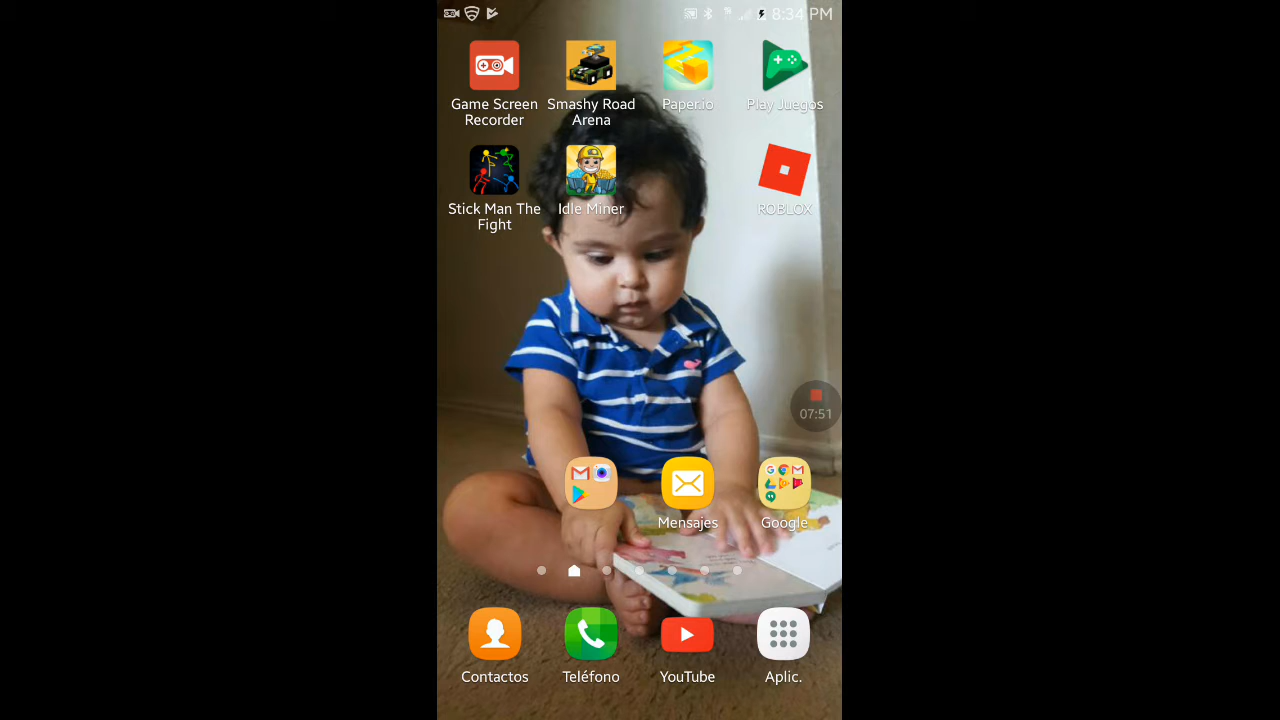 8:34 PM
Game Screen
Recorder
Smashy Road
Arena
Paper.io
Play Juegos
Stick Man The
Fight
Idle Miner
ROBLOX
07:51
Mensajes
Google
Contactos
Teléfono
YouTube
Aplic.